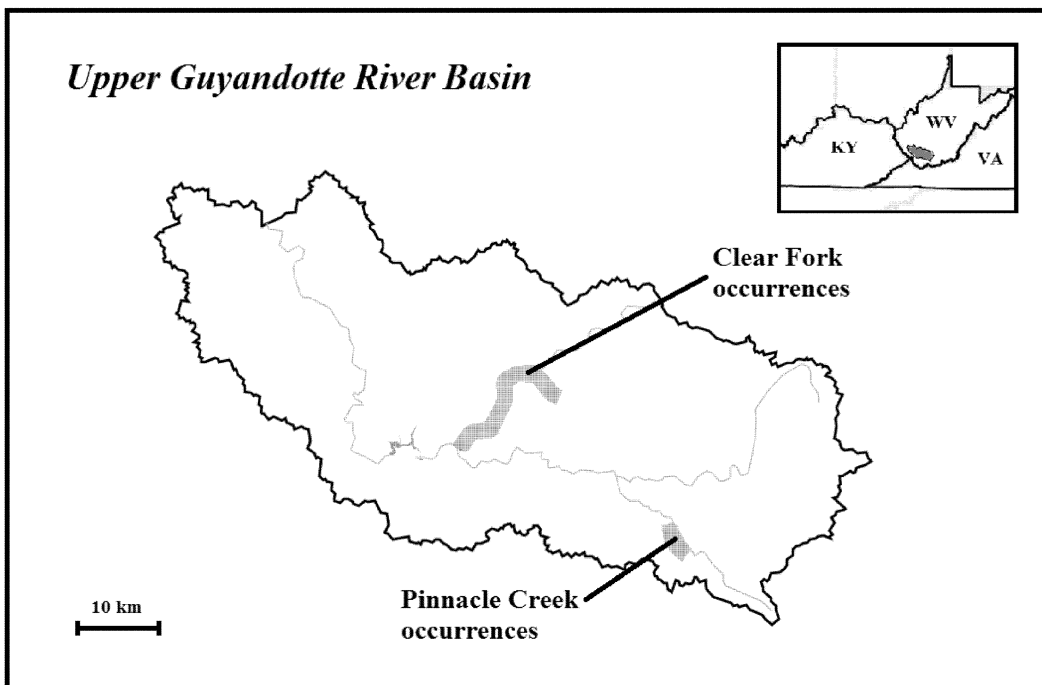 Upper Guyandotte River Basin
WV
KY
VA
Clear Fork
occurrences
Pinnacle Creek
occurrences
10 km